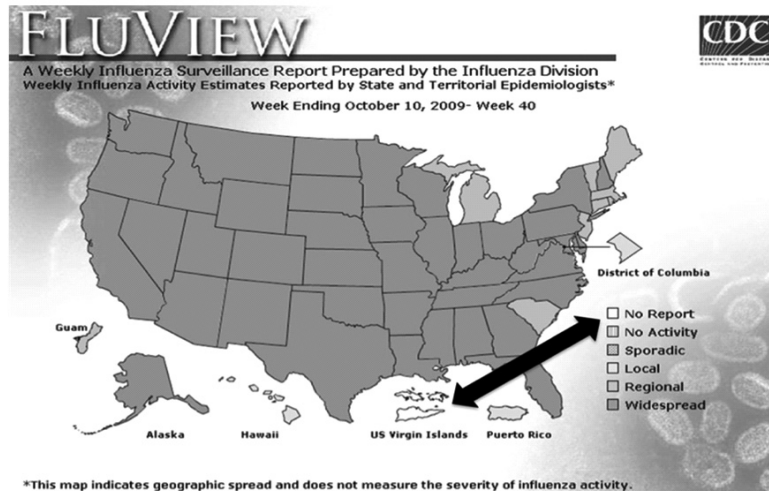 FLUVIEW
CDC
A Weekly Influenza Surveillance Report Prepared by the Influenza Division
Weekly Influenza Activity Estimates Reported by State and Territorial Epidemiologists*
Week Ending October 10, 2009- Week 40
District of Columbia
No Report
No Activity
Sporadic
Local
Regional
Widespread
Guam
Alaska
Hawaii
US Virgin Islands
Puerto Rico
*This map indicates geographic spread and does not measure the severity of influenza activity.